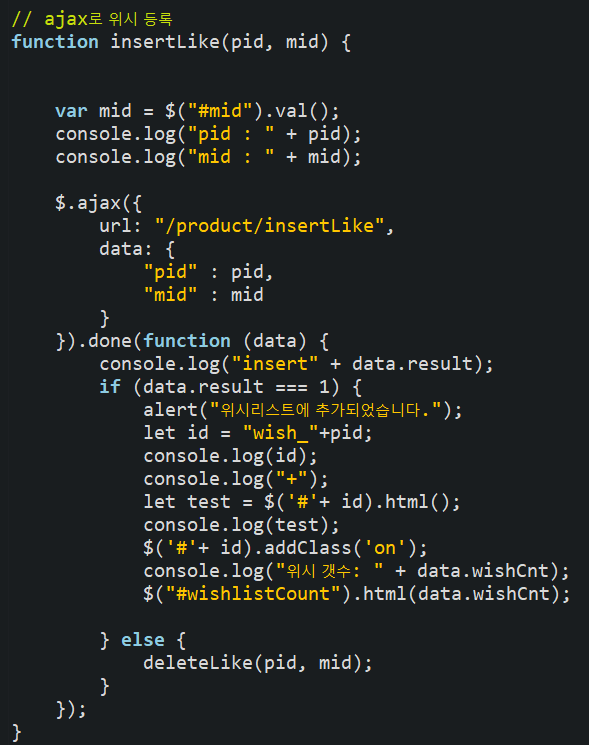 // ajax로 위시 등록
function insertLike(pid, mid) {
var mid = $("#mid").val();
console.log("pid : " + pid);
console.log("mid : " + mid);
$.ajax({
url: "/product/insertLike",
data: {
"pid" : pid,
"mid" : mid
}
}).done(function (data) {
console.log("insert" + data.result);
if (data.result === 1) {
alert("위시리스트에 추가되었습니다.");
let id = "wish_"+pid;
console.log(id);
console.log("+");
let test = $('#'+ id).html();
console.log(test);
$('#'+ id).addClass('on');
console.log("위시 갯수: " + data.wishCnt);
$("#wishlistCount").html(data.wishCnt);
} else {
deleteLike(pid, mid);
}
});
}